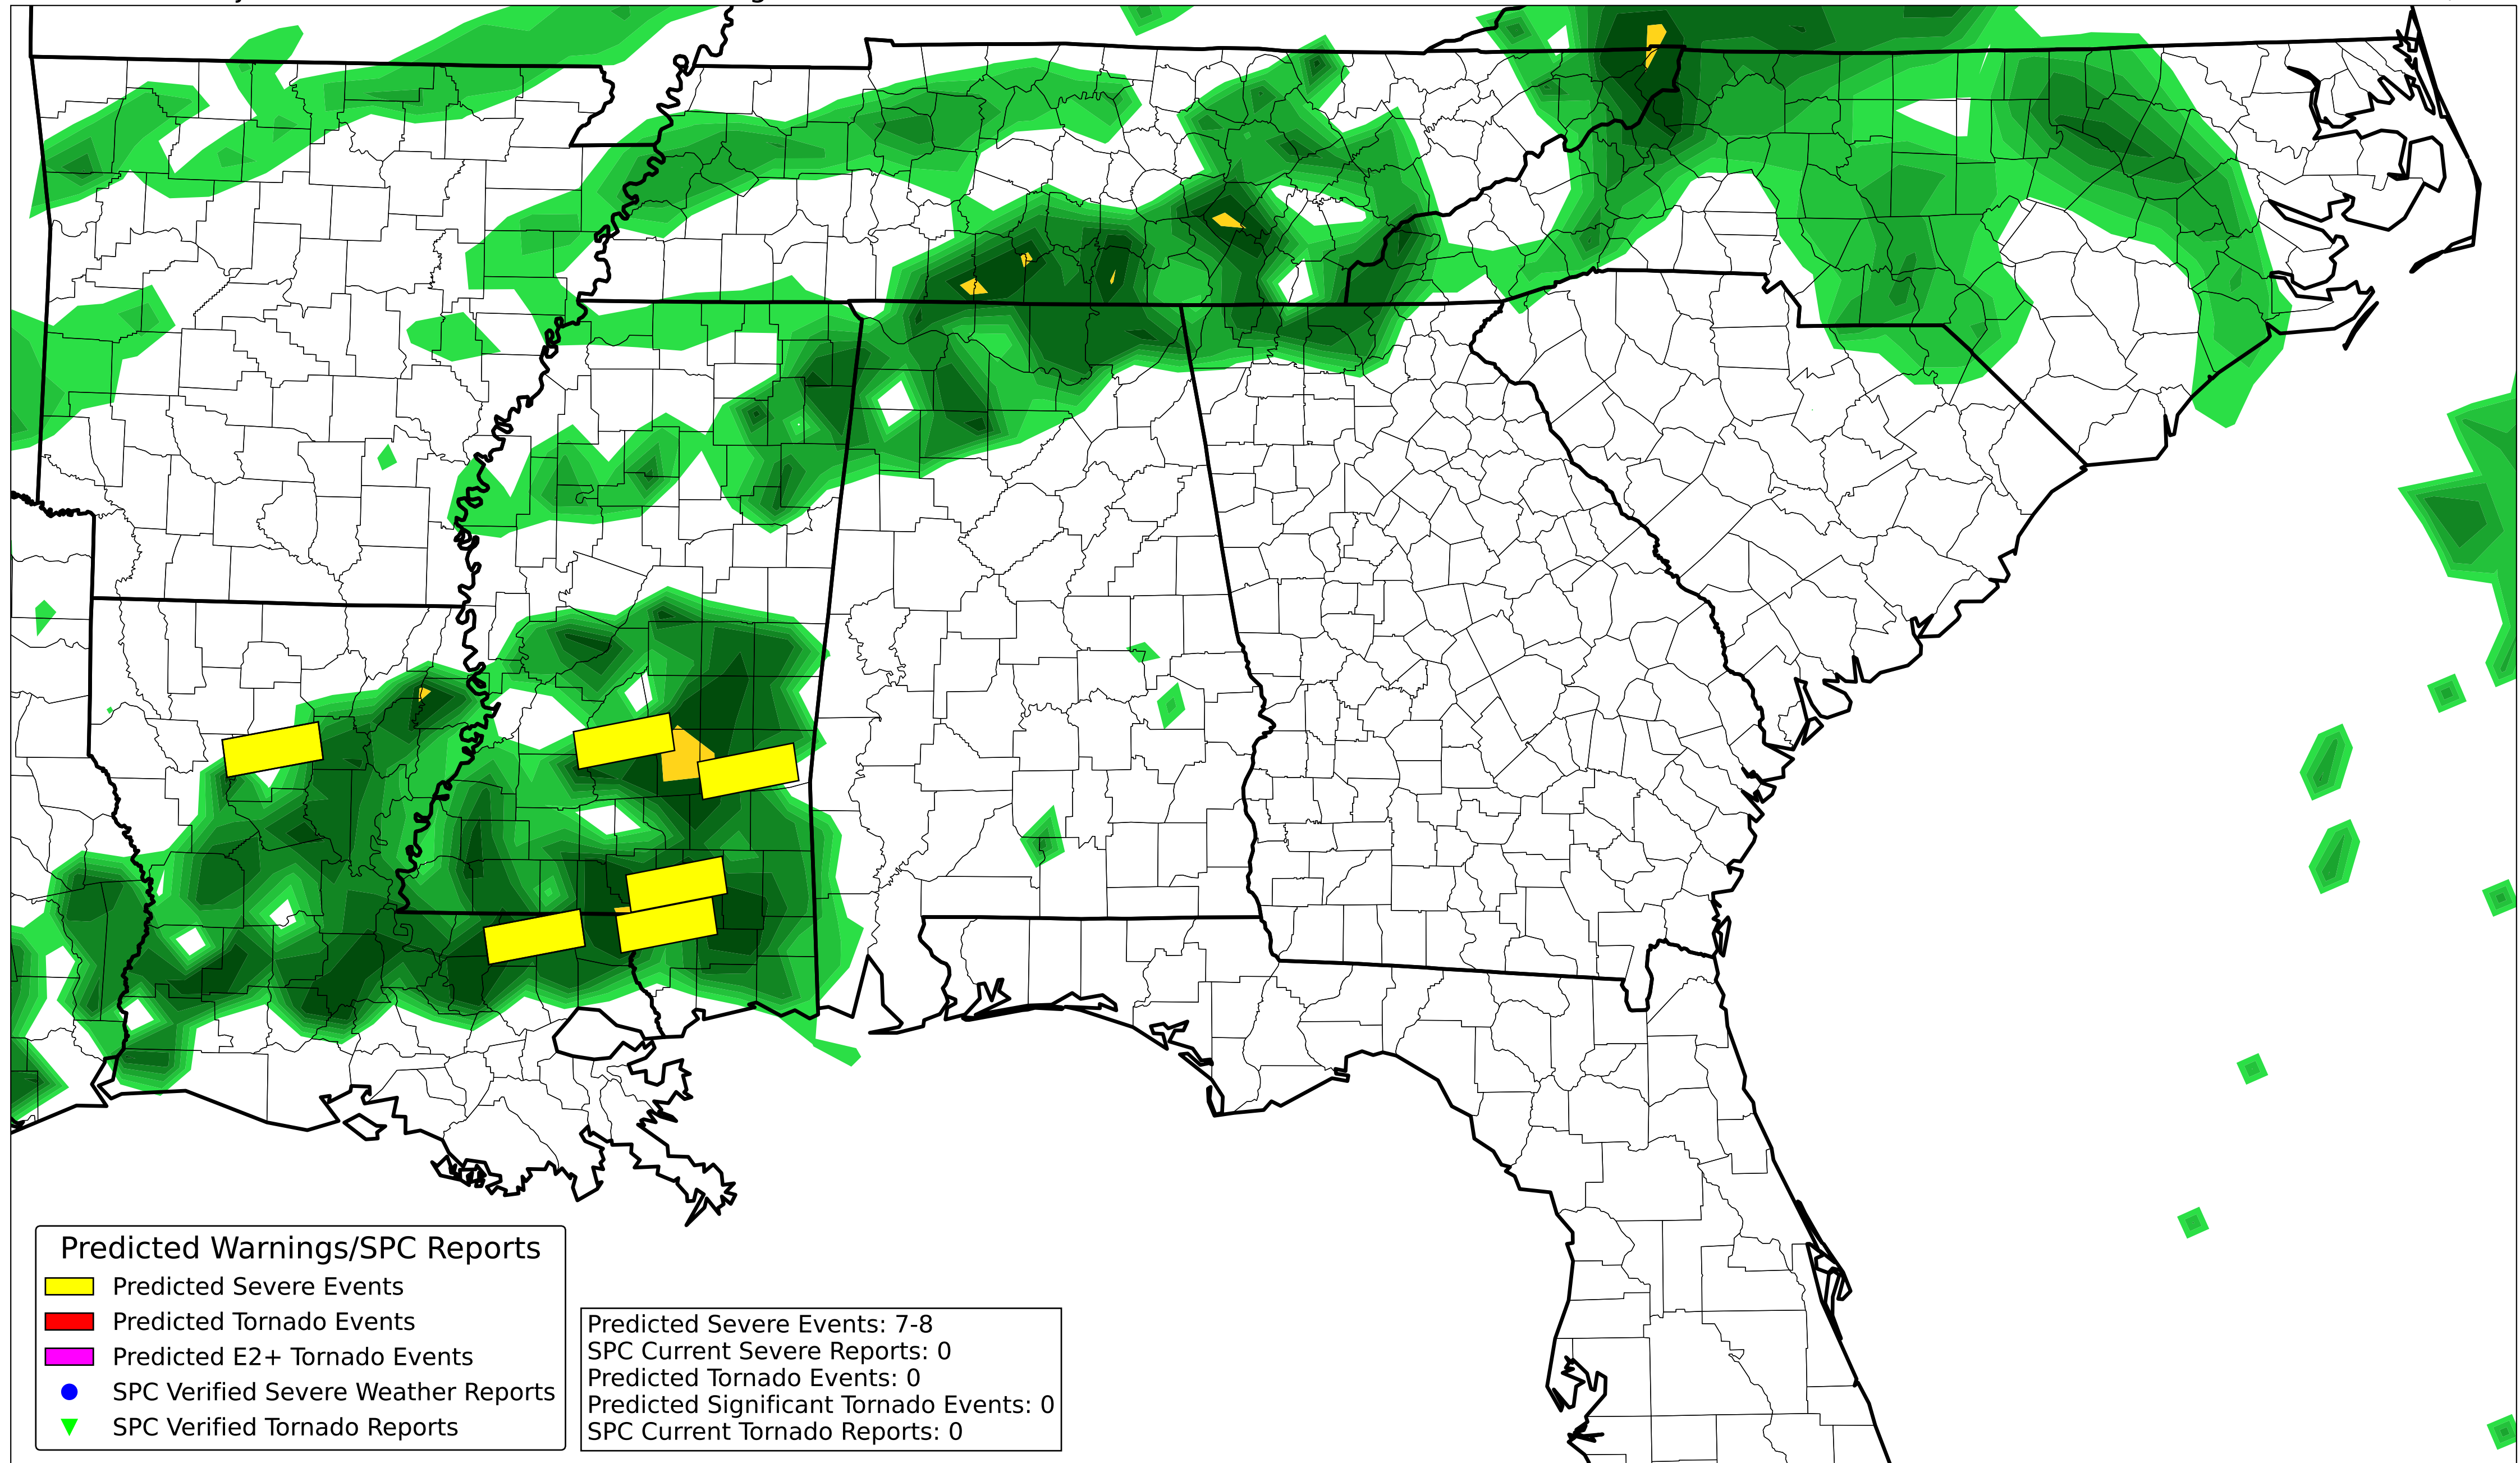 Predicted Warnings/SPC Reports
Predicted Severe Events
Predicted Tornado Events
Predicted E2+ Tornado Events
SPC Verified Severe Weather Reports
SPC Verified Tornado Reports
Predicted Severe Events: 7-8
SPC Current Severe Reports: 0
Predicted Tornado Events: 0
Predicted Significant Tornado Events: 0
SPC Current Tornado Reports: 0